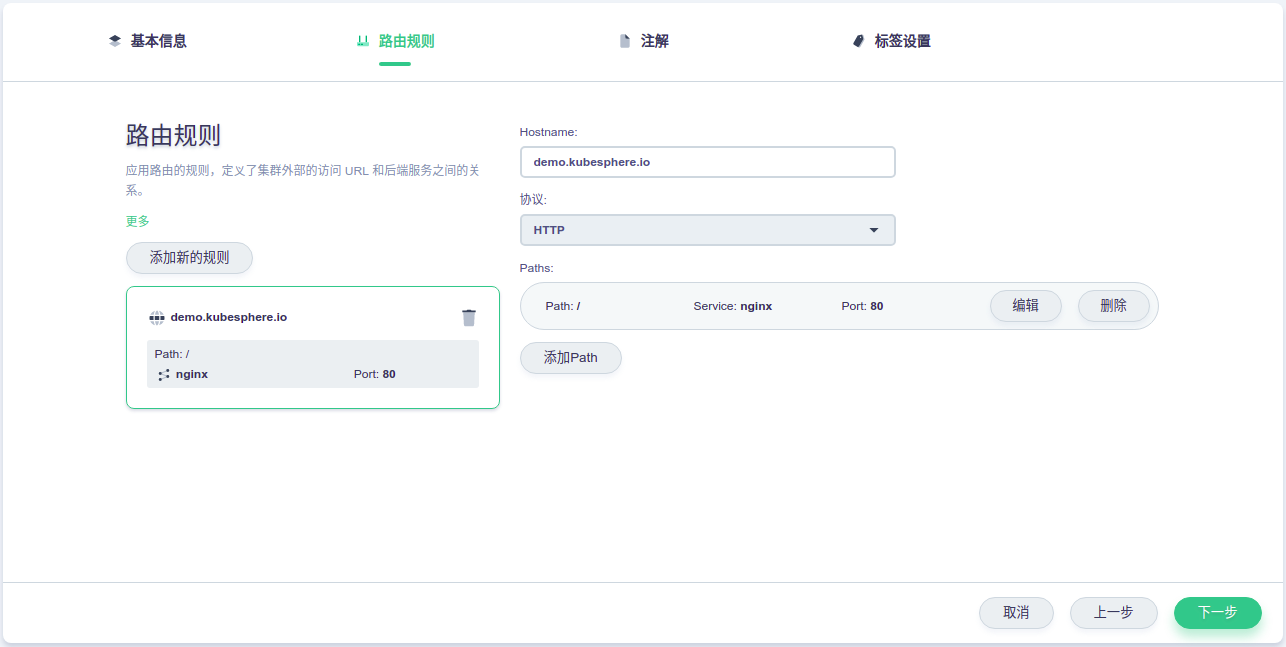 基本信息
路由规则
注解
标签设置
路由规则
应用路由的规则，定义了集群外部的访问 URL 和后端服务之间的关
系。
更多
添加新的规则
demo.kubesphere.io
Path: /
nginx Port: 80
Hostname:
demo.kubesphere.io
协议:
HTTP
Paths:
Path: / Service: nginx Port: 80 编辑 删除
添加Path
取消 上一步 下一步